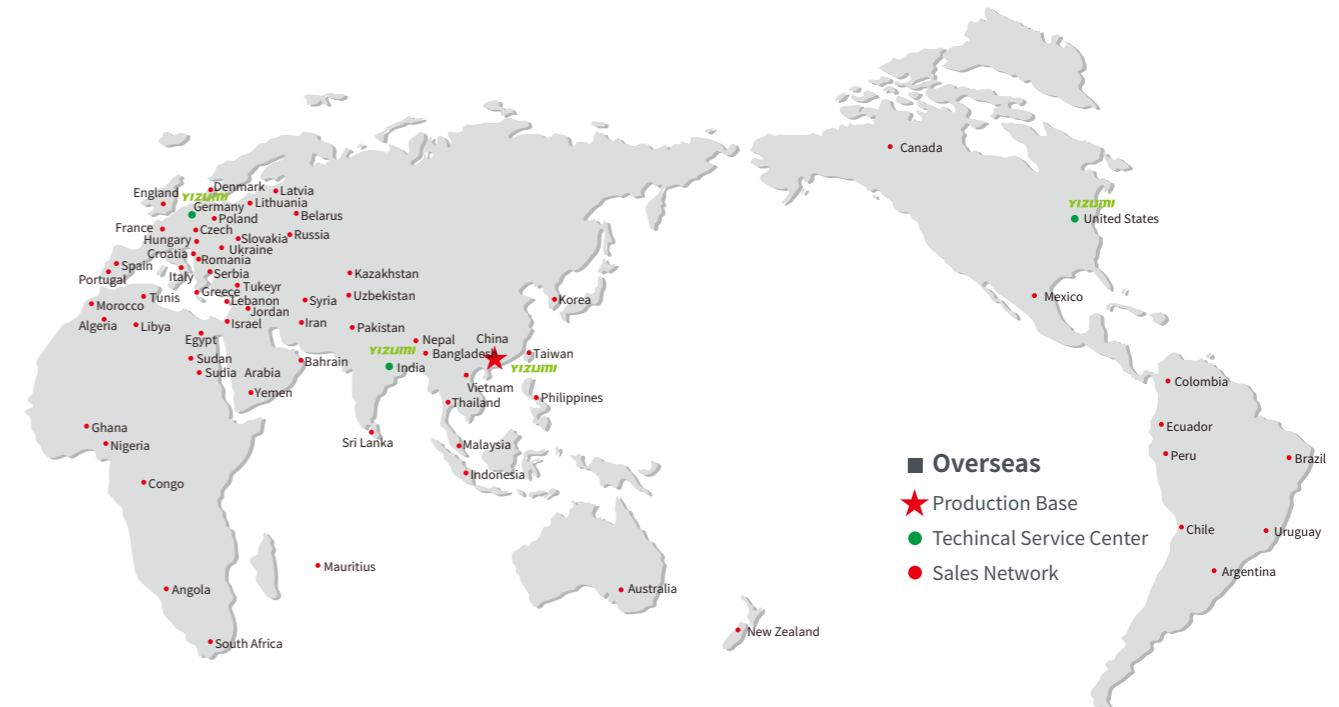 Canada
Denmark
Latvia
England
YIZUMI
Lithuania
YIZUMI
Germany
Belarus
Poland
United States
France
Czech
Russia
Hungary
Slovakia
Ukraine
Croatia
Romania
Spain
Serbia
Kazakhstan
Portugal
Italy
Tukeyr
Greece
Uzbekistan
Tunis
Mexico
Morocco
Lebanon
Syria
Korea
Jordan
Algeria
Libya
Israel
Iran
Pakistan
Egypt
Nepal
China
YIZUMI
Bangladesh
Taiwan
Sudan
Bahrain
India
YIZUMI
Sudia Arabia
Colombia
Vietnam
Yemen
Philippines
Thailand
Ghana
Ecuador
Sri Lanka
Nigeria
Malaysia
Peru
Brazil
Overseas
Indonesia
Congo
Production Base
Chile
Uruguay
Techincal Service Center
Mauritius
Sales Network
Argentina
Angola
Australia
New Zealand
South Africa